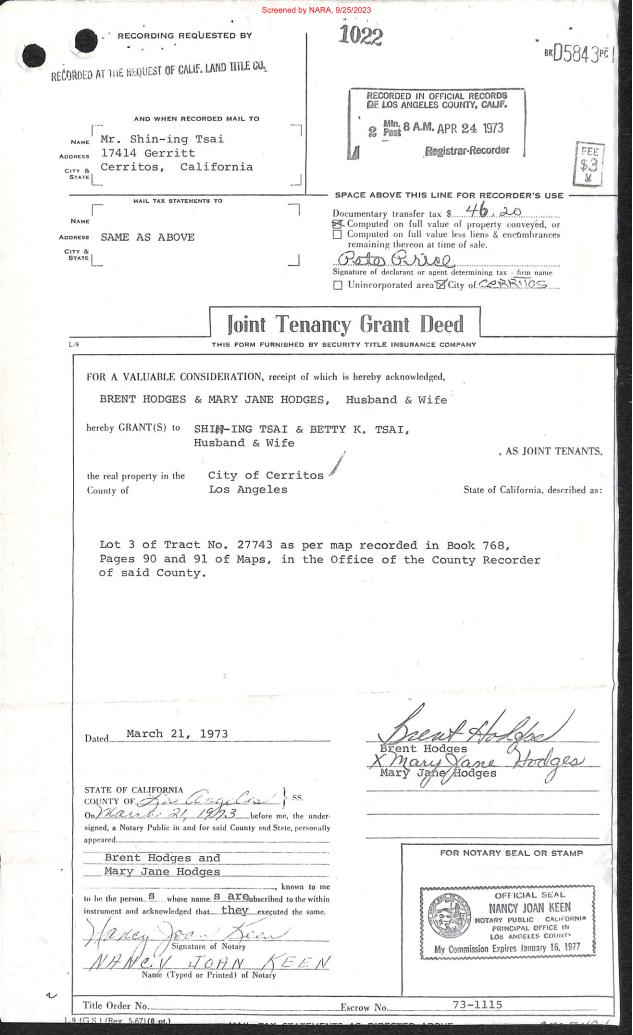 Screened by NARA, 9/25/2023
RECORDING REQUESTED BY
RECORDED AT THE REQUEST OF CALIF. LAND TITLE CO.
1022
BK D5843 PG
AND WHEN RECORDED MAIL TO
NAME Mr. Shin-ing Tsai
ADDRESS 17414 Gerritt
CITY & STATE Cerritos, California
RECORDED IN OFFICIAL RECORDS
OF LOS ANGELES COUNTY, CALIF.
2 Min. Past 8 A.M. APR 24 1973
Registrar-Recorder
FEE
$3
MAIL TAX STATEMENTS TO
NAME
ADDRESS SAME AS ABOVE
CITY & STATE
SPACE ABOVE THIS LINE FOR RECORDER'S USE
Documentary transfer tax $ 46.20
Computed on full value of property conveyed, or
Computed on full value less liens & encumbrances
remaining thereon at time of sale.
Signature of declarant or agent determining tax - firm name
Unincorporated area City of CERRITOS
Joint Tenancy Grant Deed
L-9
THIS FORM FURNISHED BY SECURITY TITLE INSURANCE COMPANY
FOR A VALUABLE CONSIDERATION, receipt of which is hereby acknowledged,
BRENT HODGES & MARY JANE HODGES, Husband & Wife
hereby GRANT(S) to SHIN-ING TSAI & BETTY K. TSAI,
Husband & Wife
, AS JOINT TENANTS,
the real property in the City of Cerritos
County of Los Angeles State of California, described as:
Lot 3 of Tract No. 27743 as per map recorded in Book 768,
Pages 90 and 91 of Maps, in the Office of the County Recorder
of said County.
Dated March 21, 1973
Brent Hodges
Brent Hodges
X Mary Jane Hodges
Mary Jane Hodges
STATE OF CALIFORNIA
COUNTY OF Los Angeles } SS.
On March 21, 1973 before me, the under-
signed, a Notary Public in and for said County and State, personally
appeared
Brent Hodges and
Mary Jane Hodges
, known to me
to be the person s whose name s are subscribed to the within
instrument and acknowledged that they executed the same.
Nancy Joan Keen
Signature of Notary
NANCY JOAN KEEN
Name (Typed or Printed) of Notary
FOR NOTARY SEAL OR STAMP
OFFICIAL SEAL
NANCY JOAN KEEN
NOTARY PUBLIC CALIFORNIA
PRINCIPAL OFFICE IN
LOS ANGELES COUNTY
My Commission Expires January 16, 1977
Title Order No. Escrow No. 73-1115
L-9 (G.S.) (Rev. 5-67) (8 pt.)
MAIL TAX STATEMENTS AS DIRECTED ABOVE